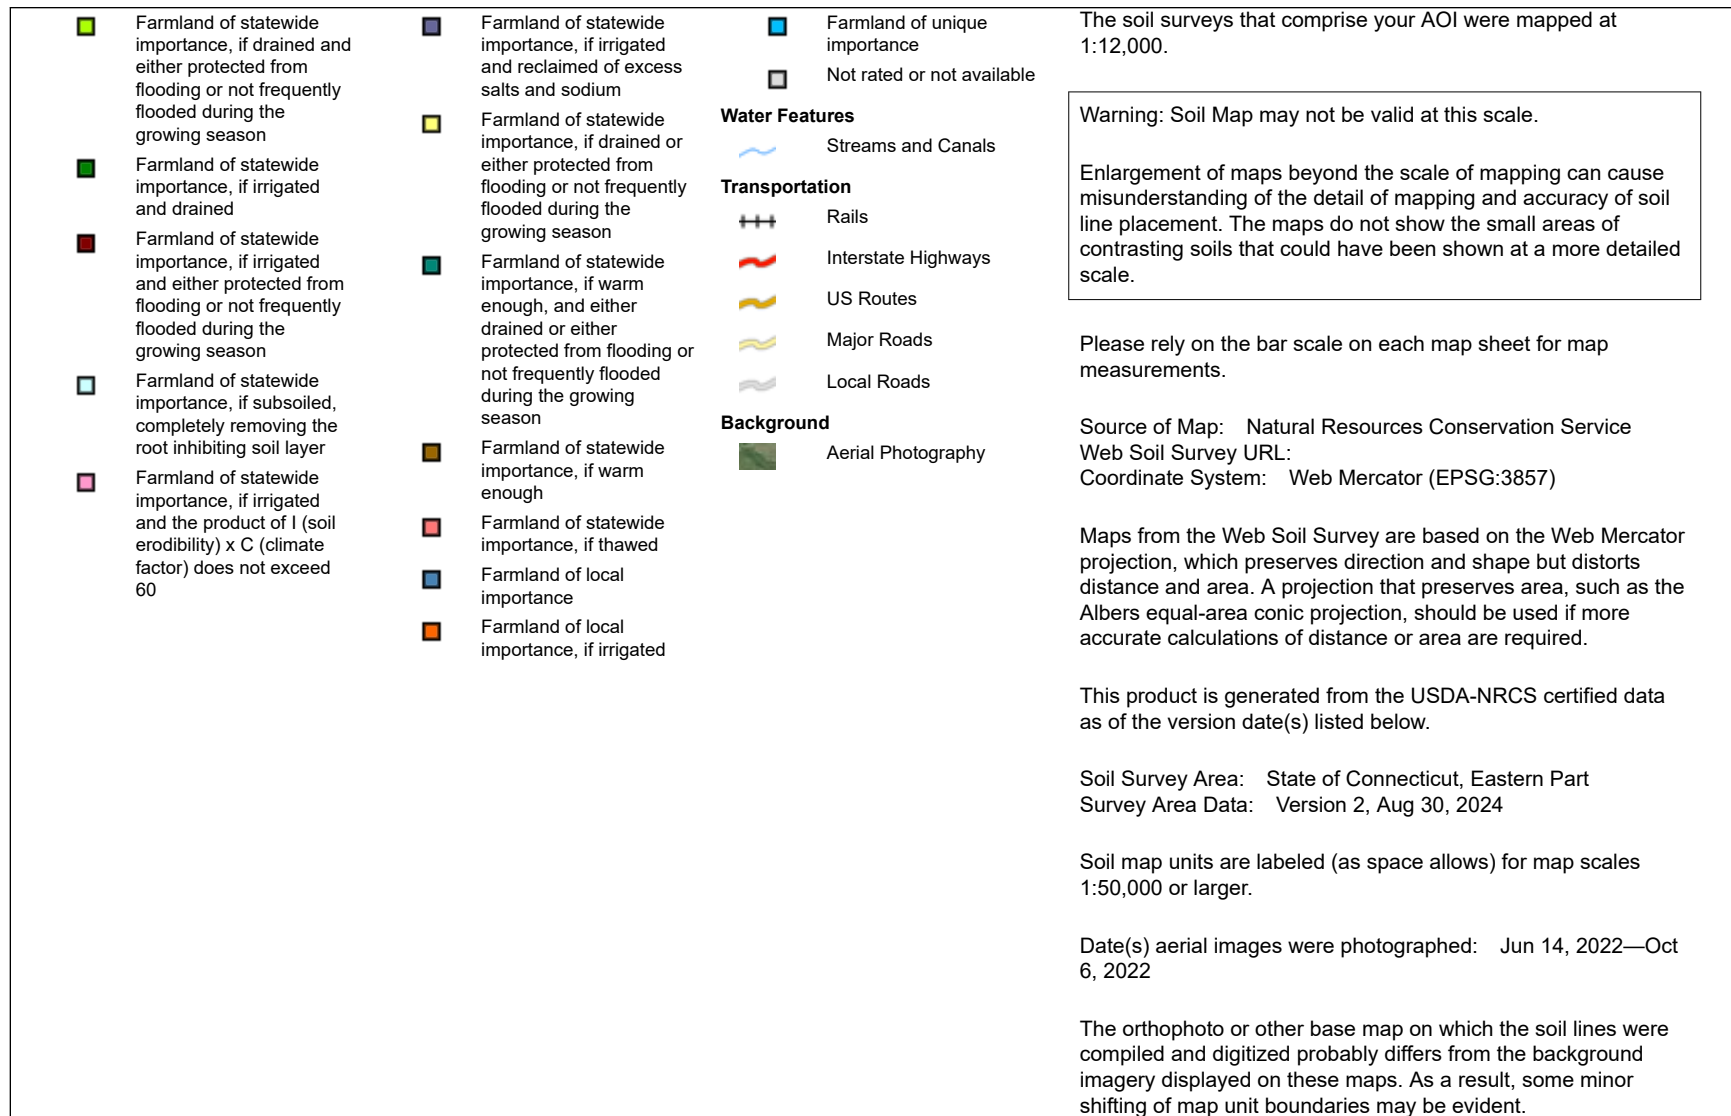 Farmland of statewide
importance, if drained and
either protected from
flooding or not frequently
flooded during the
growing season
Farmland of statewide
importance, if irrigated
and drained
Farmland of statewide
importance, if irrigated
and either protected from
flooding or not frequently
flooded during the
growing season
Farmland of statewide
importance, if subsoiled,
completely removing the
root inhibiting soil layer
Farmland of statewide
importance, if irrigated
and the product of I (soil
erodibility) x C (climate
factor) does not exceed
60
Farmland of statewide
importance, if irrigated
and reclaimed of excess
salts and sodium
Farmland of statewide
importance, if drained or
either protected from
flooding or not frequently
flooded during the
growing season
Farmland of statewide
importance, if warm
enough, and either
drained or either
protected from flooding or
not frequently flooded
during the growing
season
Farmland of statewide
importance, if warm
enough
Farmland of statewide
importance, if thawed
Farmland of local
importance
Farmland of local
importance, if irrigated
Farmland of unique
importance
Not rated or not available
Water Features
Streams and Canals
Transportation
Rails
Interstate Highways
US Routes
Major Roads
Local Roads
Background
Aerial Photography
The soil surveys that comprise your AOI were mapped at
1:12,000.
Warning: Soil Map may not be valid at this scale.
Enlargement of maps beyond the scale of mapping can cause
misunderstanding of the detail of mapping and accuracy of soil
line placement. The maps do not show the small areas of
contrasting soils that could have been shown at a more detailed
scale.
Please rely on the bar scale on each map sheet for map
measurements.
Source of Map: Natural Resources Conservation Service
Web Soil Survey URL:
Coordinate System: Web Mercator (EPSG:3857)
Maps from the Web Soil Survey are based on the Web Mercator
projection, which preserves direction and shape but distorts
distance and area. A projection that preserves area, such as the
Albers equal-area conic projection, should be used if more
accurate calculations of distance or area are required.
This product is generated from the USDA-NRCS certified data
as of the version date(s) listed below.
Soil Survey Area: State of Connecticut, Eastern Part
Survey Area Data: Version 2, Aug 30, 2024
Soil map units are labeled (as space allows) for map scales
1:50,000 or larger.
Date(s) aerial images were photographed: Jun 14, 2022—Oct
6, 2022
The orthophoto or other base map on which the soil lines were
compiled and digitized probably differs from the background
imagery displayed on these maps. As a result, some minor
shifting of map unit boundaries may be evident.